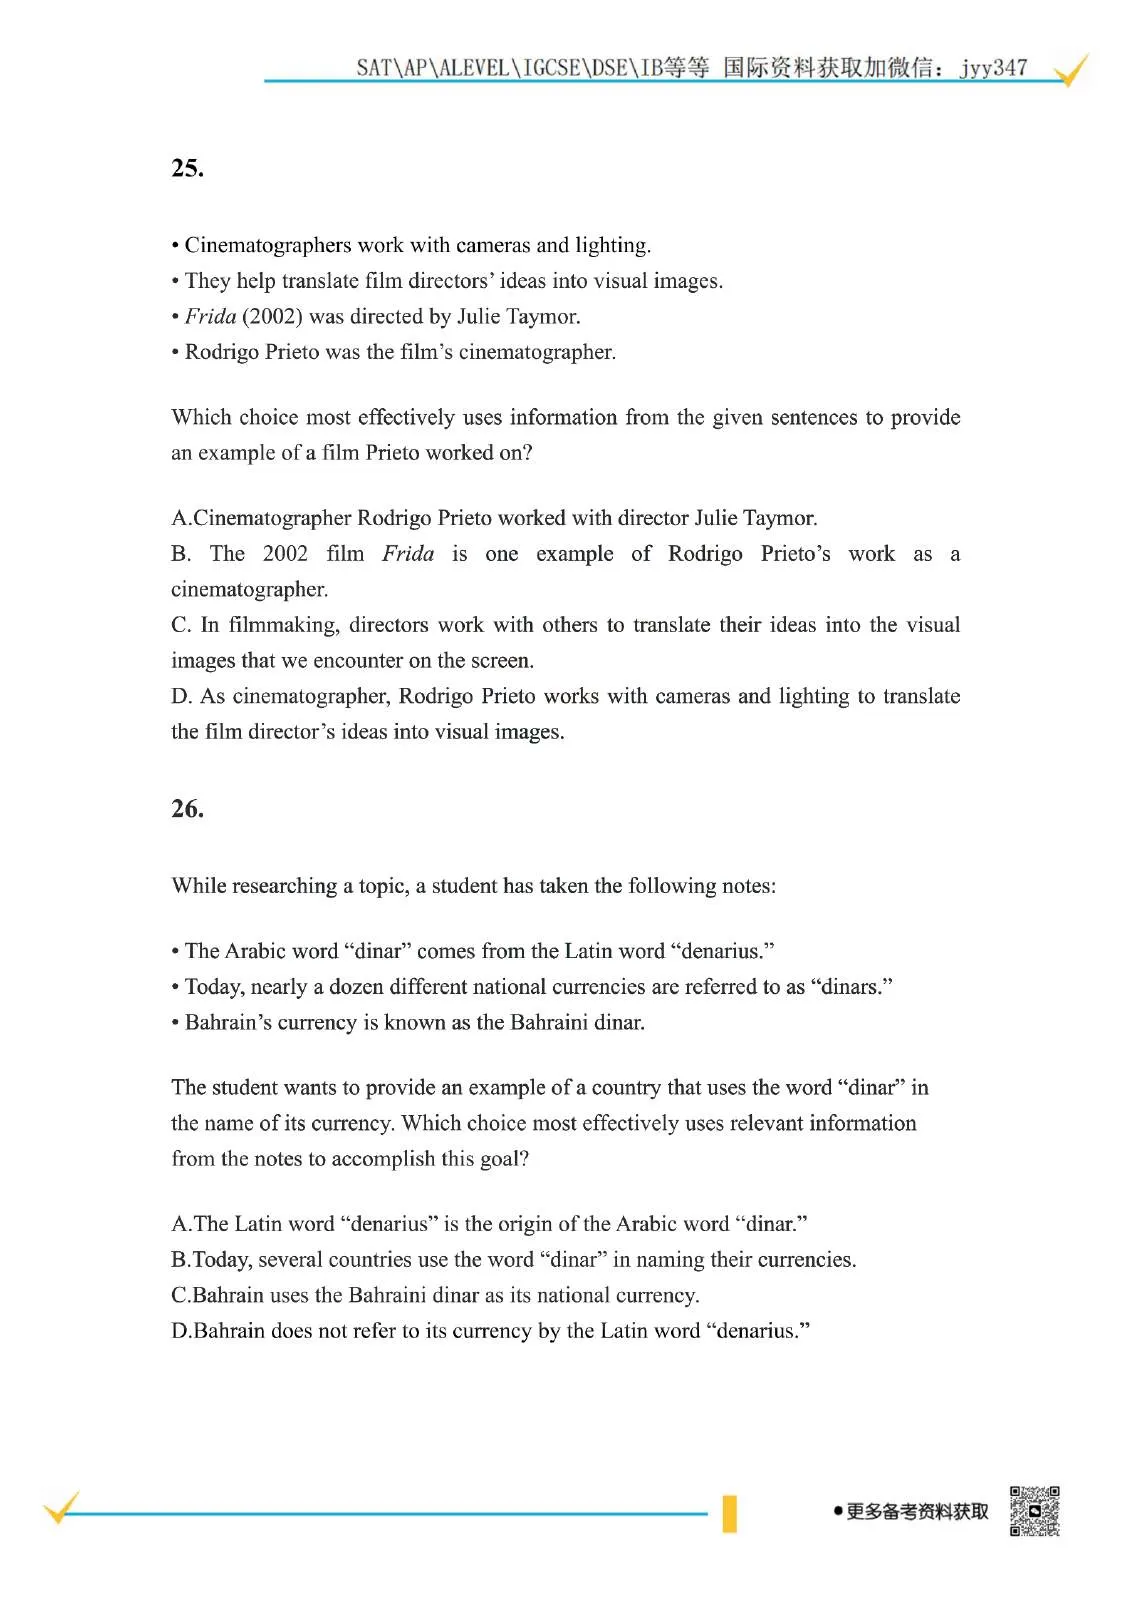 SAT\AP\ALEVEL\IGCSE\DSE\IB等等 国际资料获取加微信：jyy347
25.
• Cinematographers work with cameras and lighting.
• They help translate film directors’ ideas into visual images.
• Frida (2002) was directed by Julie Taymor.
• Rodrigo Prieto was the film’s cinematographer.
Which choice most effectively uses information from the given sentences to provide
an example of a film Prieto worked on?
A.Cinematographer Rodrigo Prieto worked with director Julie Taymor.
B. The 2002 film Frida is one example of Rodrigo Prieto’s work as a
cinematographer.
C. In filmmaking, directors work with others to translate their ideas into the visual
images that we encounter on the screen.
D. As cinematographer, Rodrigo Prieto works with cameras and lighting to translate
the film director’s ideas into visual images.
26.
While researching a topic, a student has taken the following notes:
• The Arabic word “dinar” comes from the Latin word “denarius.”
• Today, nearly a dozen different national currencies are referred to as “dinars.”
• Bahrain’s currency is known as the Bahraini dinar.
The student wants to provide an example of a country that uses the word “dinar” in
the name of its currency. Which choice most effectively uses relevant information
from the notes to accomplish this goal?
A.The Latin word “denarius” is the origin of the Arabic word “dinar.”
B.Today, several countries use the word “dinar” in naming their currencies.
C.Bahrain uses the Bahraini dinar as its national currency.
D.Bahrain does not refer to its currency by the Latin word “denarius.”
•更多备考资料获取